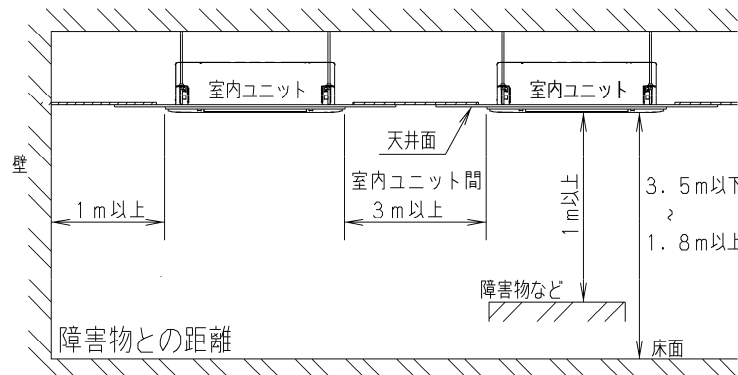 室内ユニット
室内ユニット
天井面
壁
室内ユニット間
1m以上
3m以上
1m以上
3.5m以下
~
1.8m以上
障害物など
障害物との距離
床面